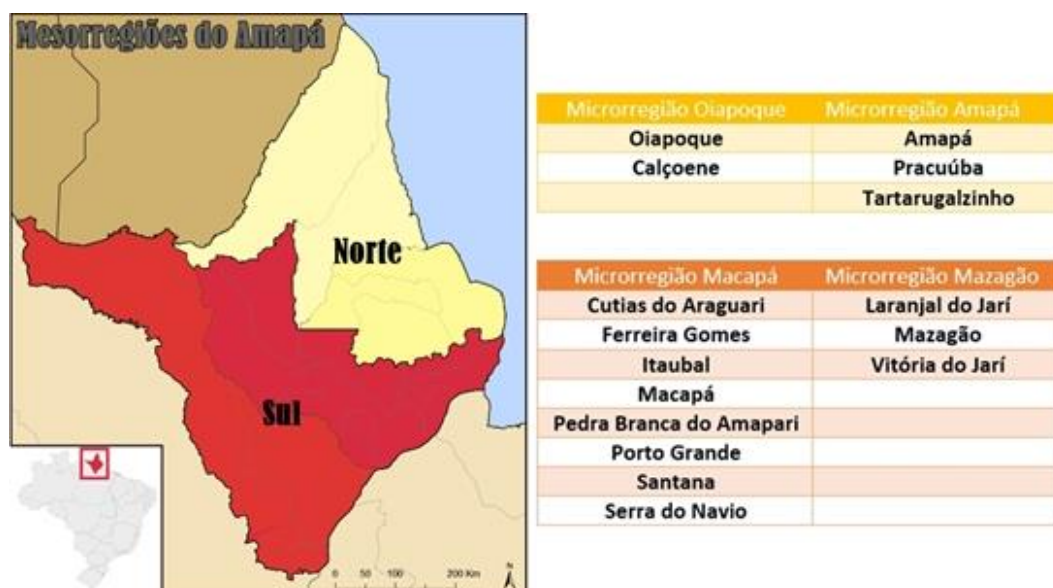 Mesorregiões do Amapá
Norte
Sul
N
0 50 100 200 Km
Microrregião Oiapoque Microrregião Amapá
Oiapoque Amapá
Calçoene Pracuúba
Tartarugalzinho
Microrregião Macapá Microrregião Mazagão
Cutias do Araguari Laranjal do Jarí
Ferreira Gomes Mazagão
Itaubal Vitória do Jarí
Macapá
Pedra Branca do Amapari
Porto Grande
Santana
Serra do Navio